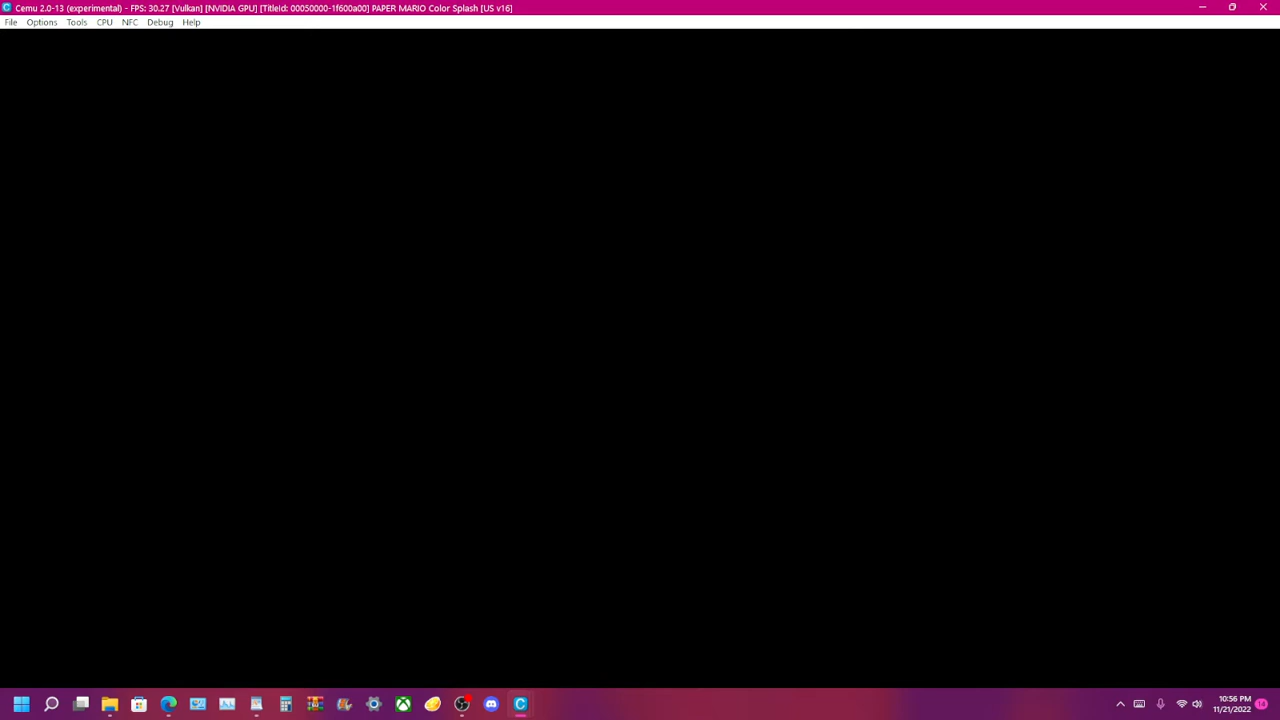 Cemu 2.0-13 (experimental) - FPS: 30.27 [Vulkan] [NVIDIA GPU] [TitleId: 00050000-1f600a00] PAPER MARIO Color Splash [US v16]
File Options Tools CPU NFC Debug Help
10:56 PM
11/21/2022
14